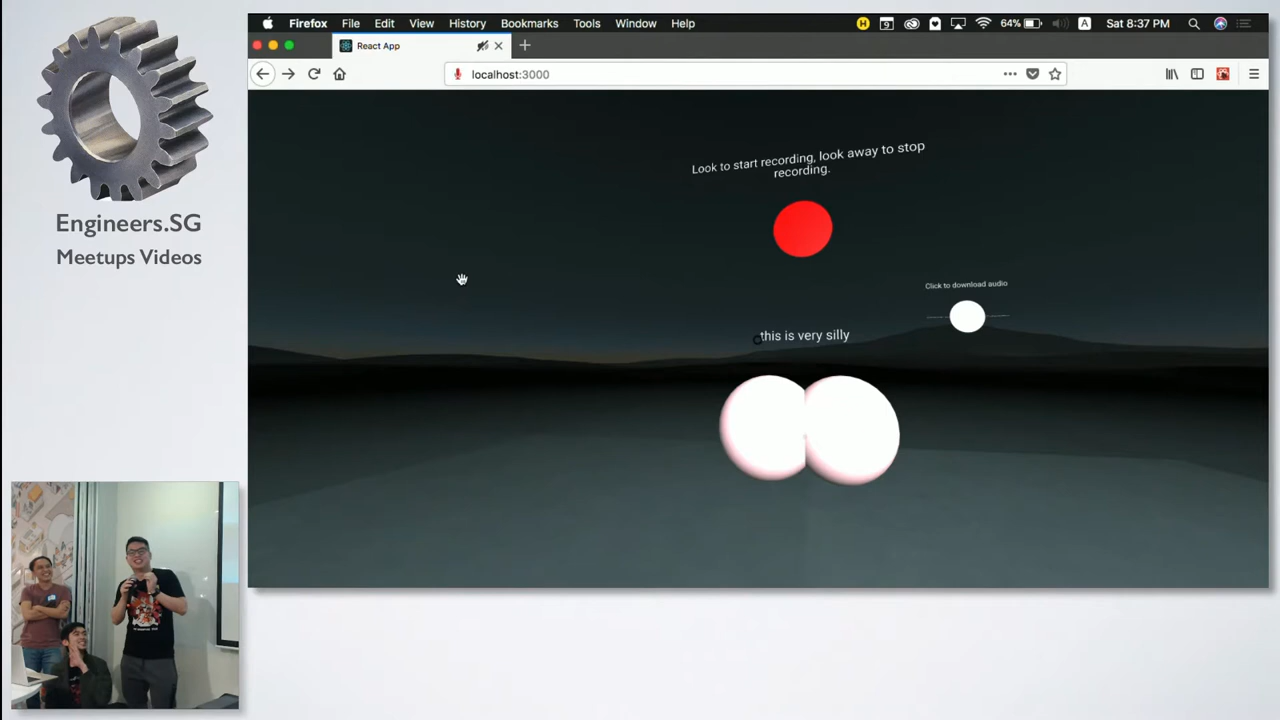 Engineers.SG
Meetups Videos
Firefox File Edit View History Bookmarks Tools Window Help
64%
A
Sat 8:37 PM
React App
localhost:3000
Look to start recording, look away to stop
recording.
Click to download audio
this is very silly